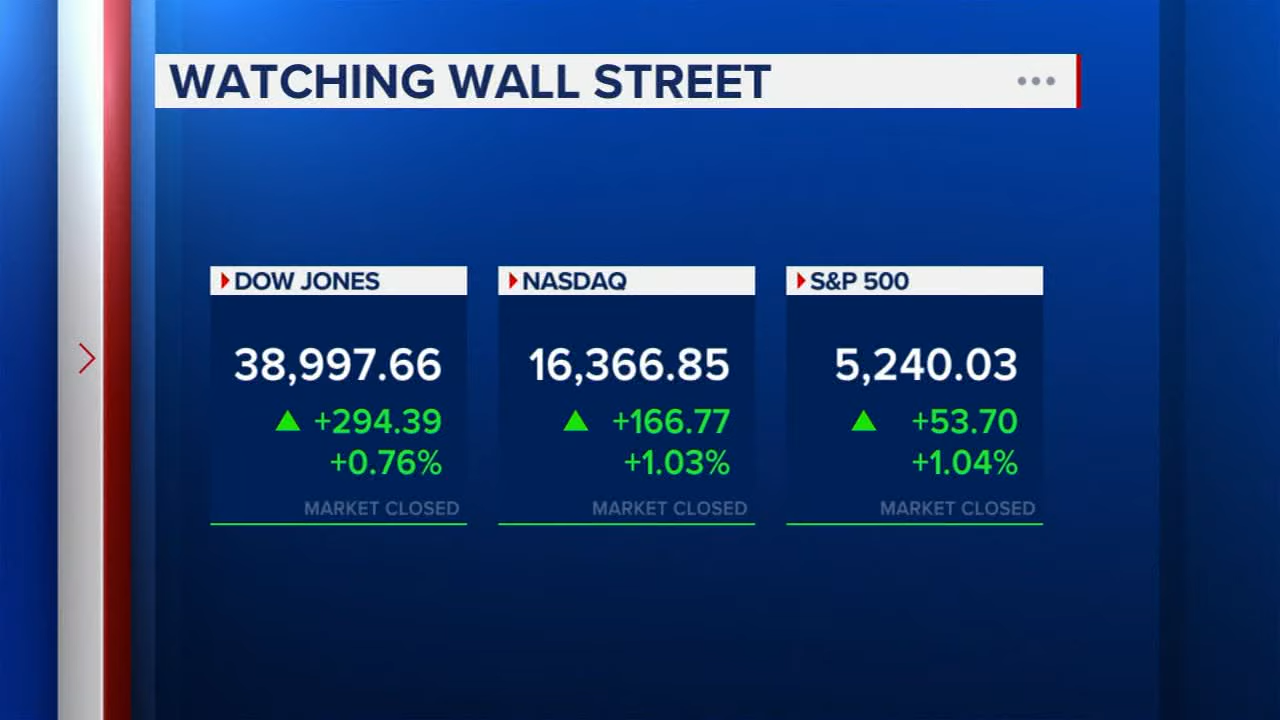 WATCHING WALL STREET
DOW JONES
38,997.66
+294.39
+0.76%
MARKET CLOSED
NASDAQ
16,366.85
+166.77
+1.03%
MARKET CLOSED
S&P 500
5,240.03
+53.70
+1.04%
MARKET CLOSED